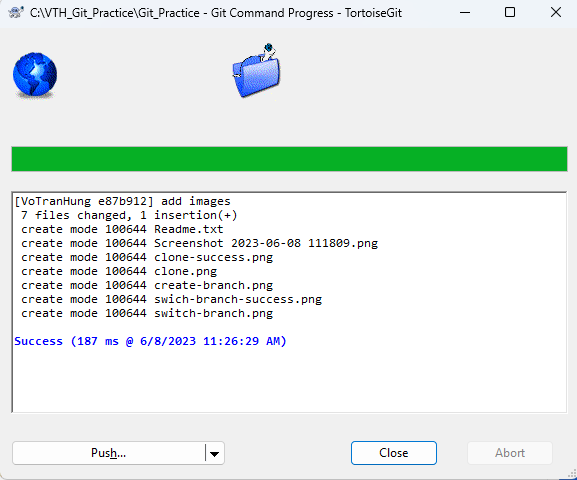 C:\VTH_Git_Practice\Git_Practice - Git Command Progress - TortoiseGit
[VoTranHung e87b912] add images
 7 files changed, 1 insertion(+)
 create mode 100644 Readme.txt
 create mode 100644 Screenshot 2023-06-08 111809.png
 create mode 100644 clone-success.png
 create mode 100644 clone.png
 create mode 100644 create-branch.png
 create mode 100644 swich-branch-success.png
 create mode 100644 switch-branch.png
Success (187 ms @ 6/8/2023 11:26:29 AM)
Push... Close Abort